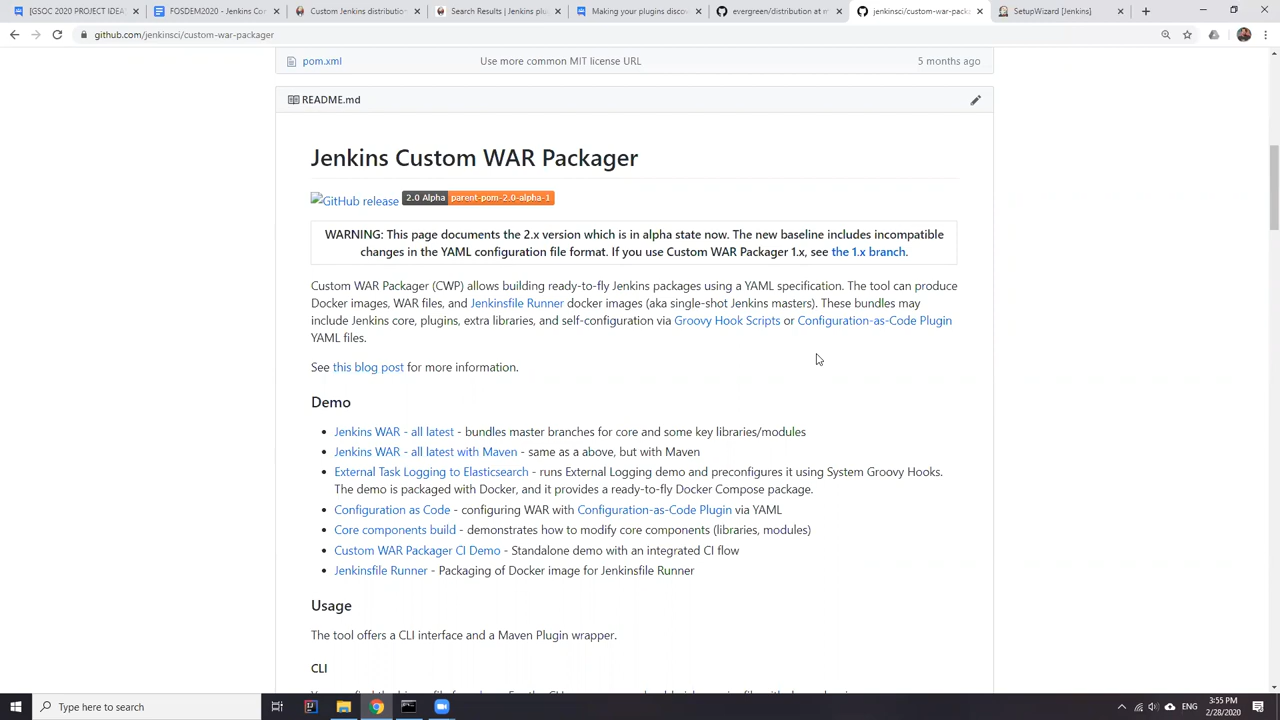 [GSOC 2020 PROJECT IDEA]
FOSDEM2020 - Jenkins Co
Custom Jenkins distribution
Search Results | Jenkins plu
Making your plugins disco
evergreen/distribution at m
jenkinsci/custom-war-pack
SetupWizard [Jenkins]
github.com/jenkinsci/custom-war-packager
pom.xml Use more common MIT license URL 5 months ago
README.md
Jenkins Custom WAR Packager
GitHub release 2.0 Alpha parent-pom-2.0-alpha-1
WARNING: This page documents the 2.x version which is in alpha state now. The new baseline includes incompatible
changes in the YAML configuration file format. If you use Custom WAR Packager 1.x, see the 1.x branch.
Custom WAR Packager (CWP) allows building ready-to-fly Jenkins packages using a YAML specification. The tool can produce
Docker images, WAR files, and Jenkinsfile Runner docker images (aka single-shot Jenkins masters). These bundles may
include Jenkins core, plugins, extra libraries, and self-configuration via Groovy Hook Scripts or Configuration-as-Code Plugin
YAML files.
See this blog post for more information.
Demo
• Jenkins WAR - all latest - bundles master branches for core and some key libraries/modules
• Jenkins WAR - all latest with Maven - same as a above, but with Maven
• External Task Logging to Elasticsearch - runs External Logging demo and preconfigures it using System Groovy Hooks.
The demo is packaged with Docker, and it provides a ready-to-fly Docker Compose package.
• Configuration as Code - configuring WAR with Configuration-as-Code Plugin via YAML
• Core components build - demonstrates how to modify core components (libraries, modules)
• Custom WAR Packager CI Demo - Standalone demo with an integrated CI flow
• Jenkinsfile Runner - Packaging of Docker image for Jenkinsfile Runner
Usage
The tool offers a CLI interface and a Maven Plugin wrapper.
CLI
Type here to search
ENG
3:55 PM
2/28/2020